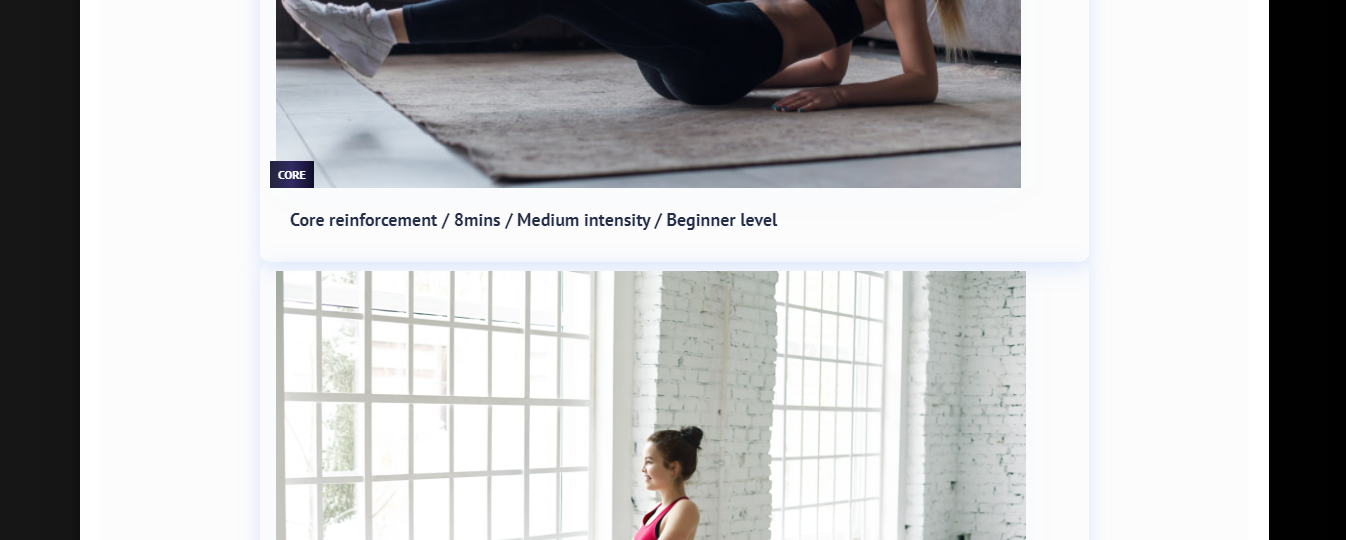 CORE
Core reinforcement / 8mins / Medium intensity / Beginner level